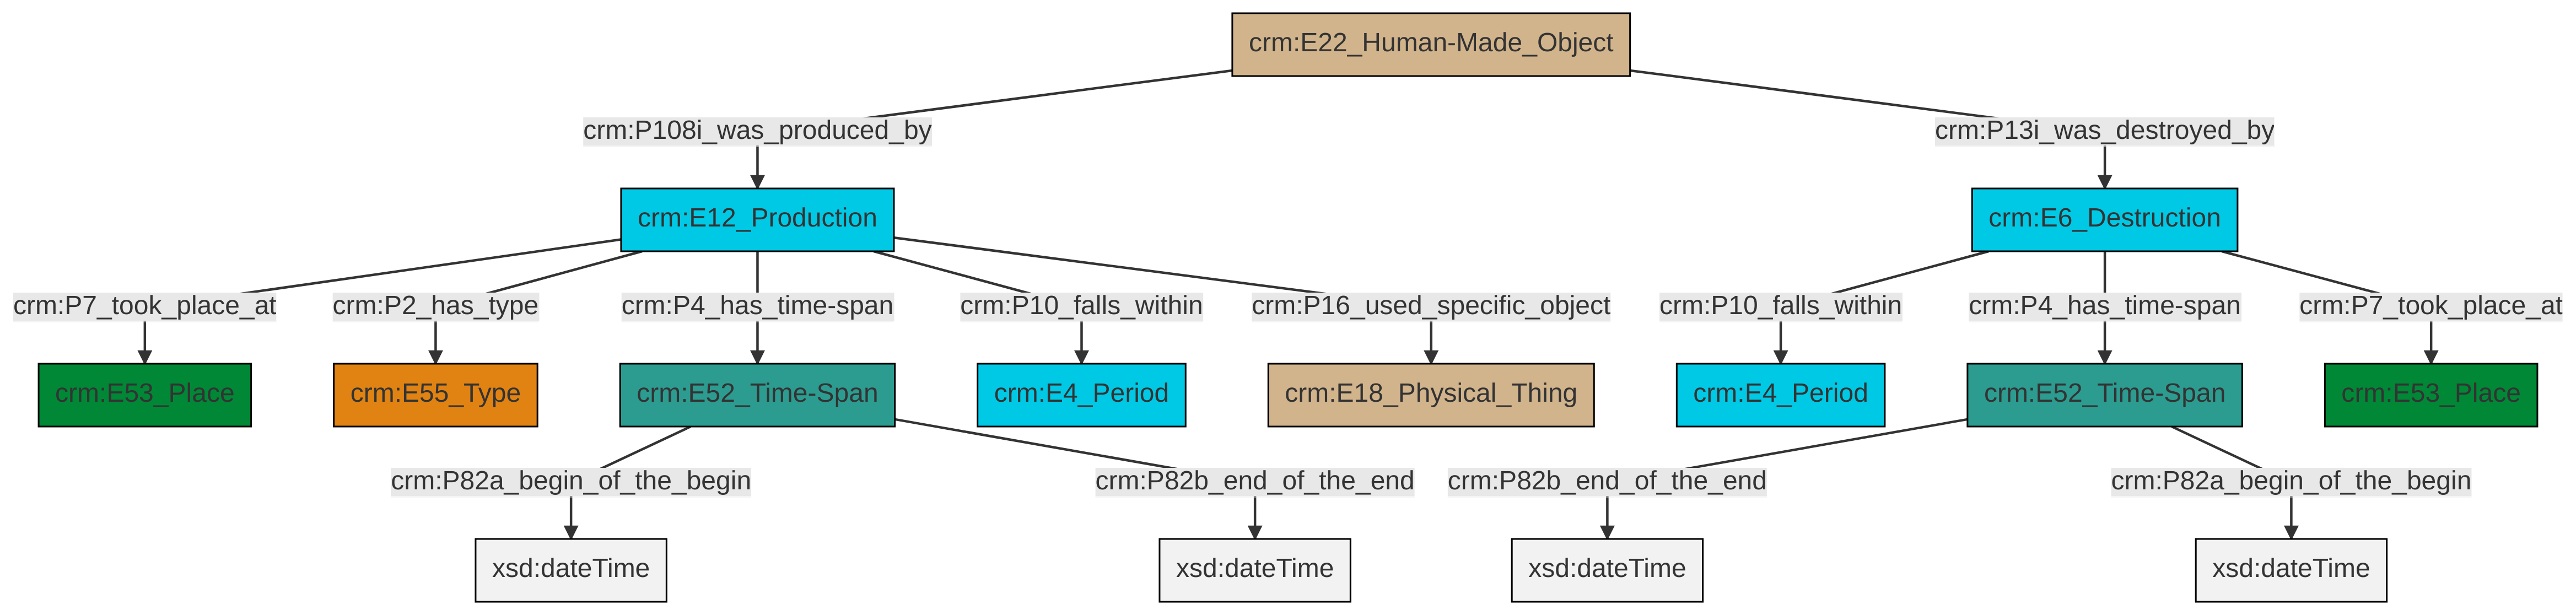 crm:E22_Human-Made_Object
crm:P108i_was_produced_by
crm:P13i_was_destroyed_by
crm:E12_Production
crm:E6_Destruction
crm:P7_took_place_at
crm:P2_has_type
crm:P4_has_time-span
crm:P10_falls_within
crm:P16_used_specific_object
crm:P10_falls_within
crm:P4_has_time-span
crm:P7_took_place_at
crm:E53_Place
crm:E55_Type
crm:E52_Time-Span
crm:E4_Period
crm:E18_Physical_Thing
crm:E4_Period
crm:E52_Time-Span
crm:E53_Place
crm:P82a_begin_of_the_begin
crm:P82b_end_of_the_end
crm:P82b_end_of_the_end
crm:P82a_begin_of_the_begin
xsd:dateTime
xsd:dateTime
xsd:dateTime
xsd:dateTime